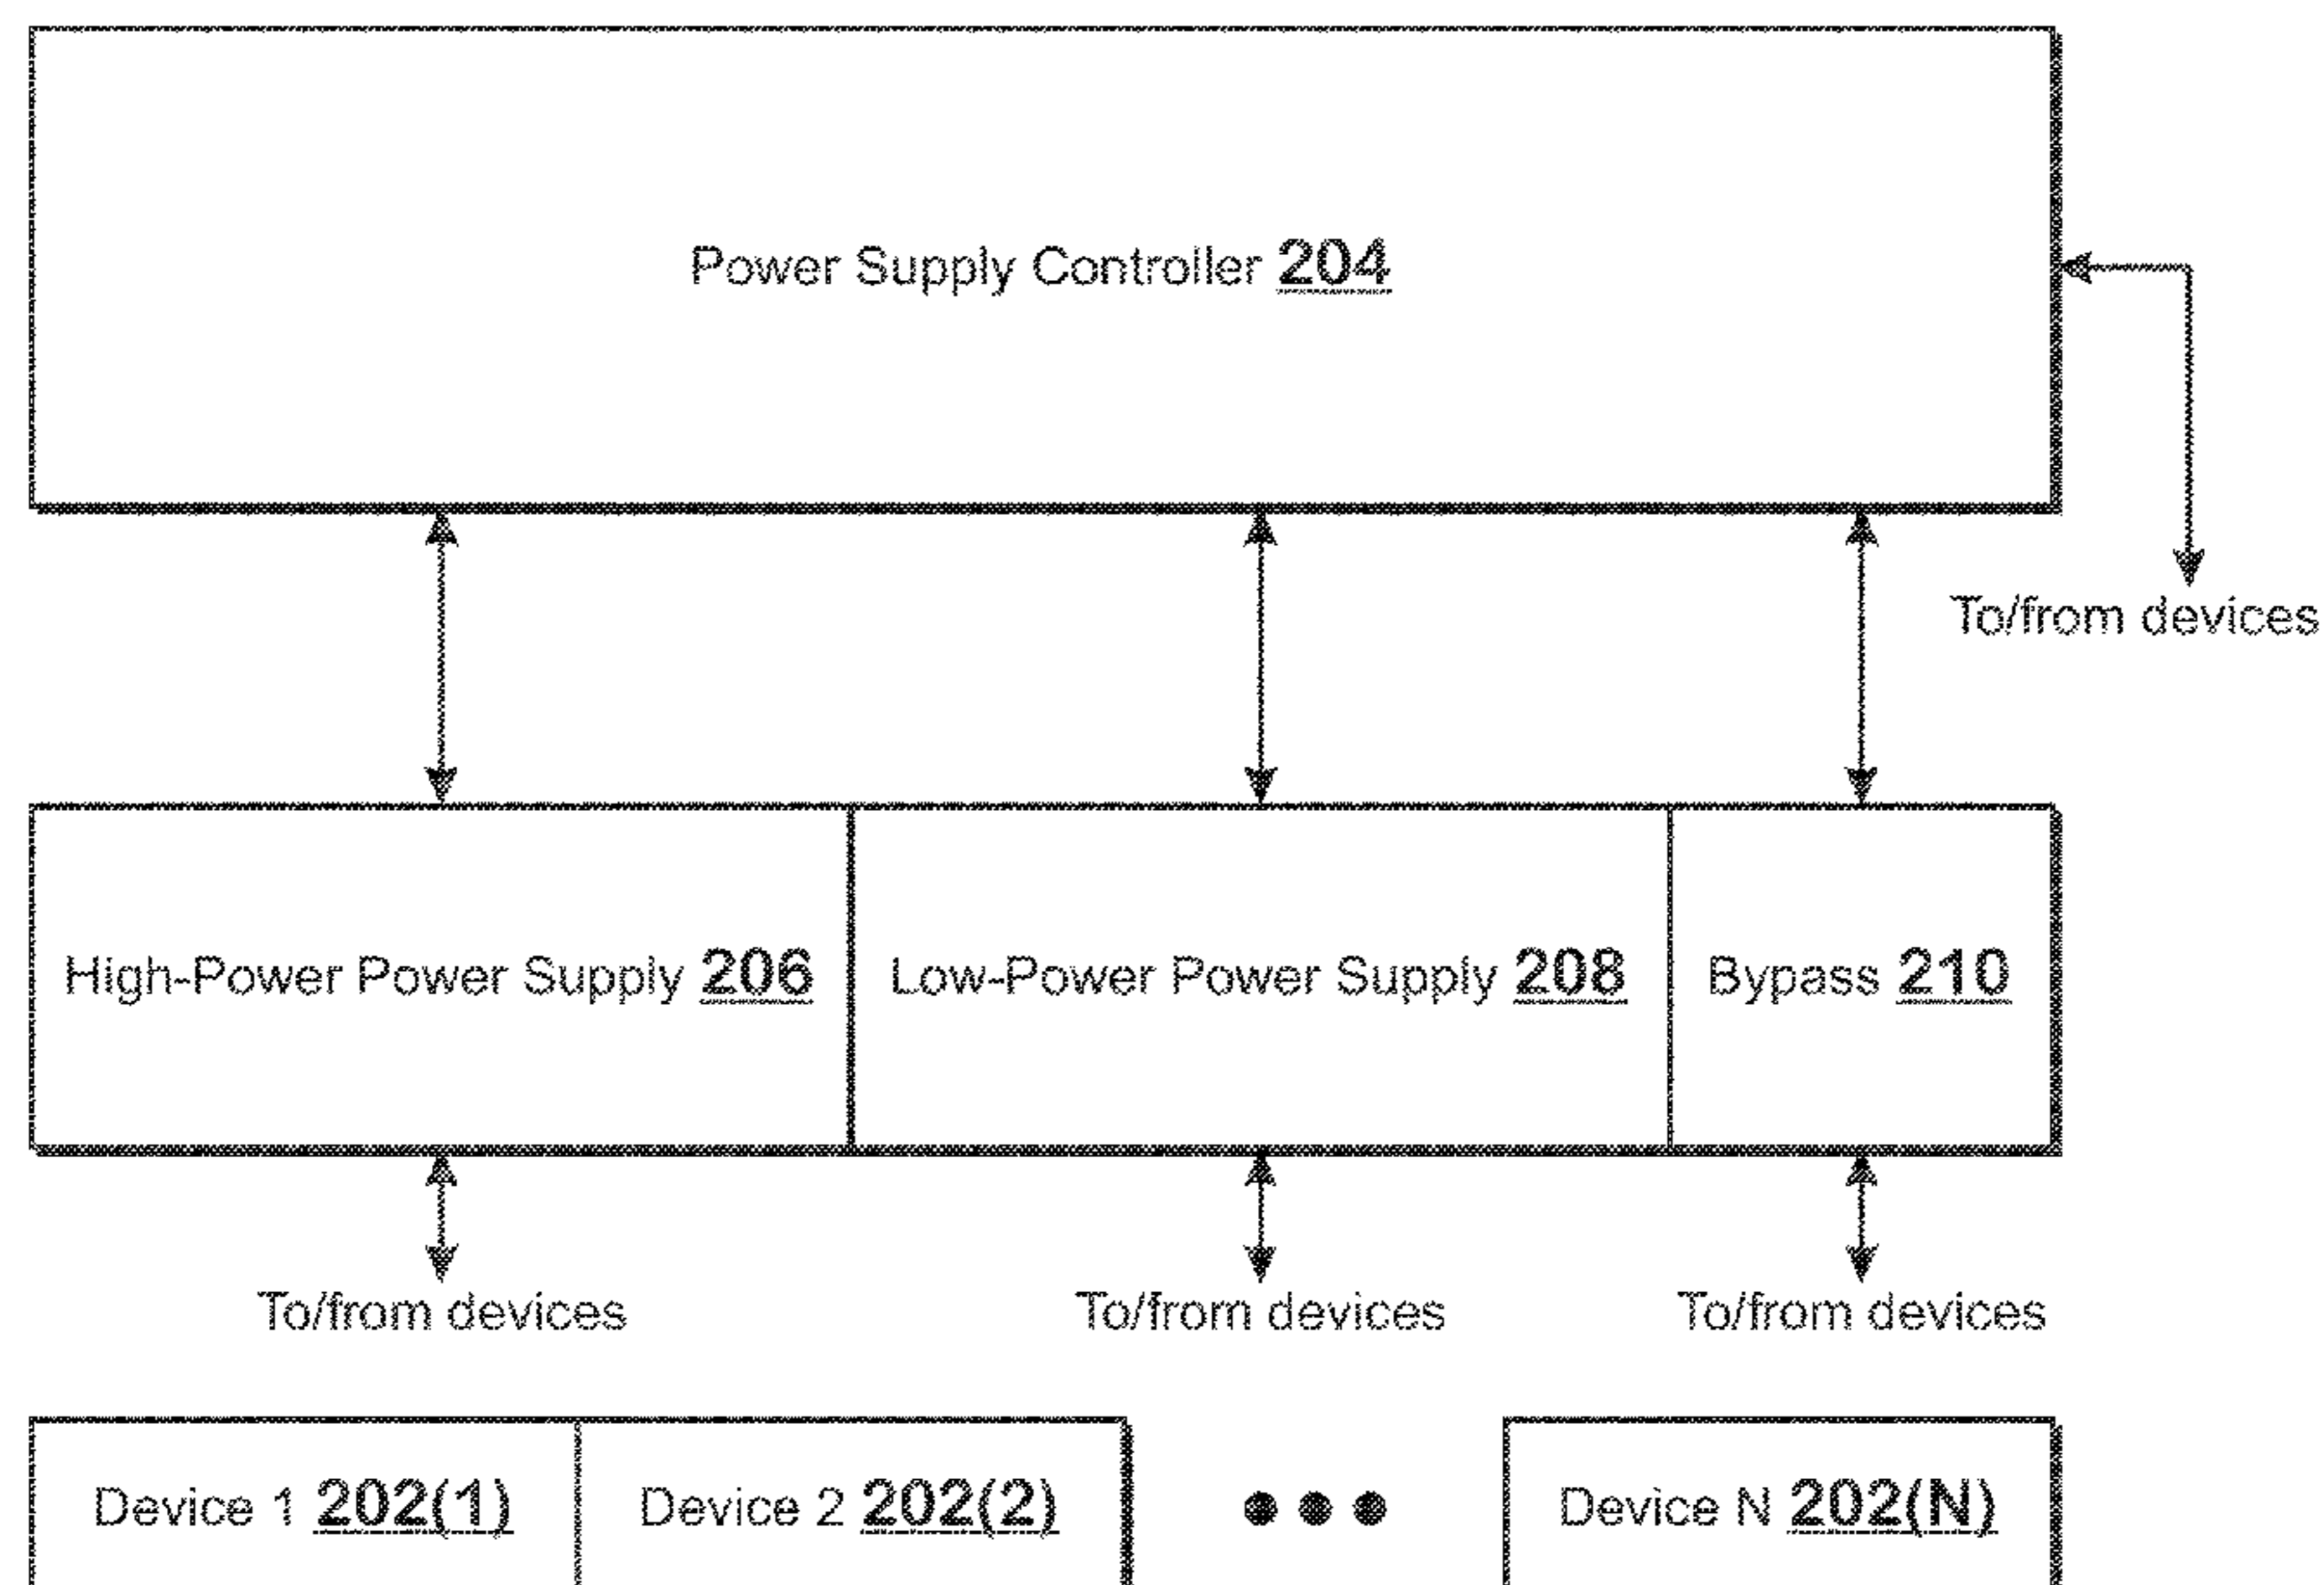 Power Supply Controller 204
To/from devices
High-Power Power Supply 206
Low-Power Power Supply 208
Bypass 210
To/from devices
To/from devices
To/from devices
Device 1 202(1)
Device 2 202(2)
Device N 202(N)